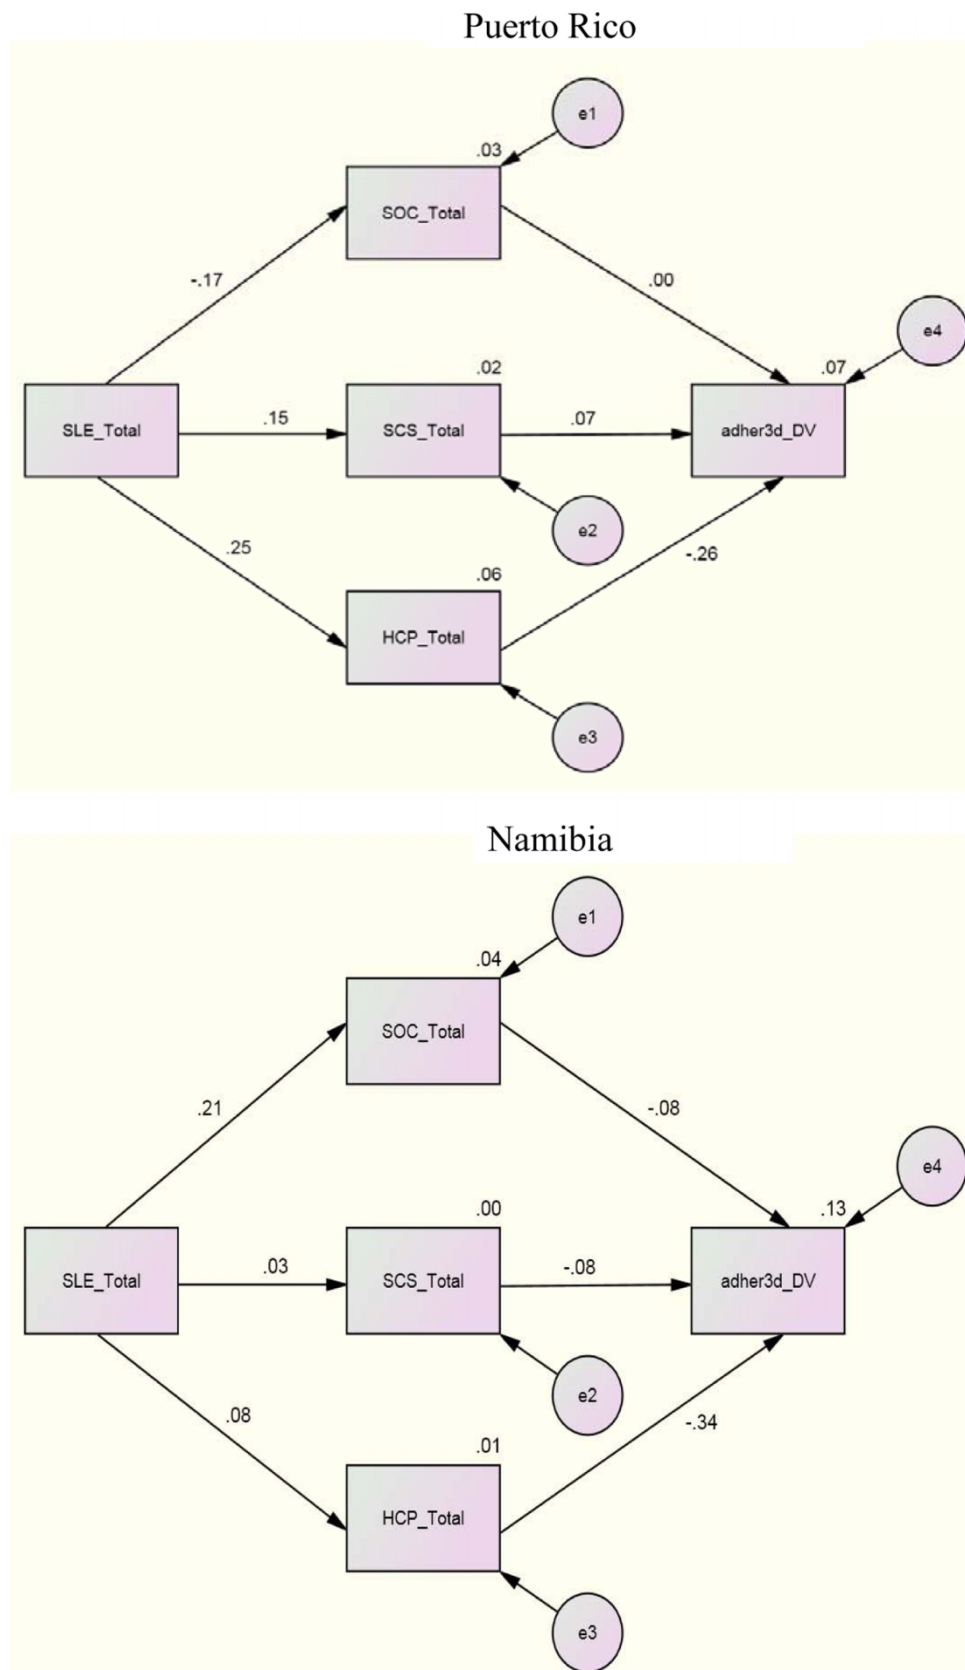 Puerto Rico
e1
.03
SOC_Total
-.17
.00
e4
.02
.07
SLE_Total
.15
SCS_Total
.07
adher3d_DV
e2
.25
.06
-.26
HCP_Total
e3
Namibia
e1
.04
SOC_Total
.21
-.08
e4
.00
.13
SLE_Total
.03
SCS_Total
-.08
adher3d_DV
e2
.08
.01
-.34
HCP_Total
e3